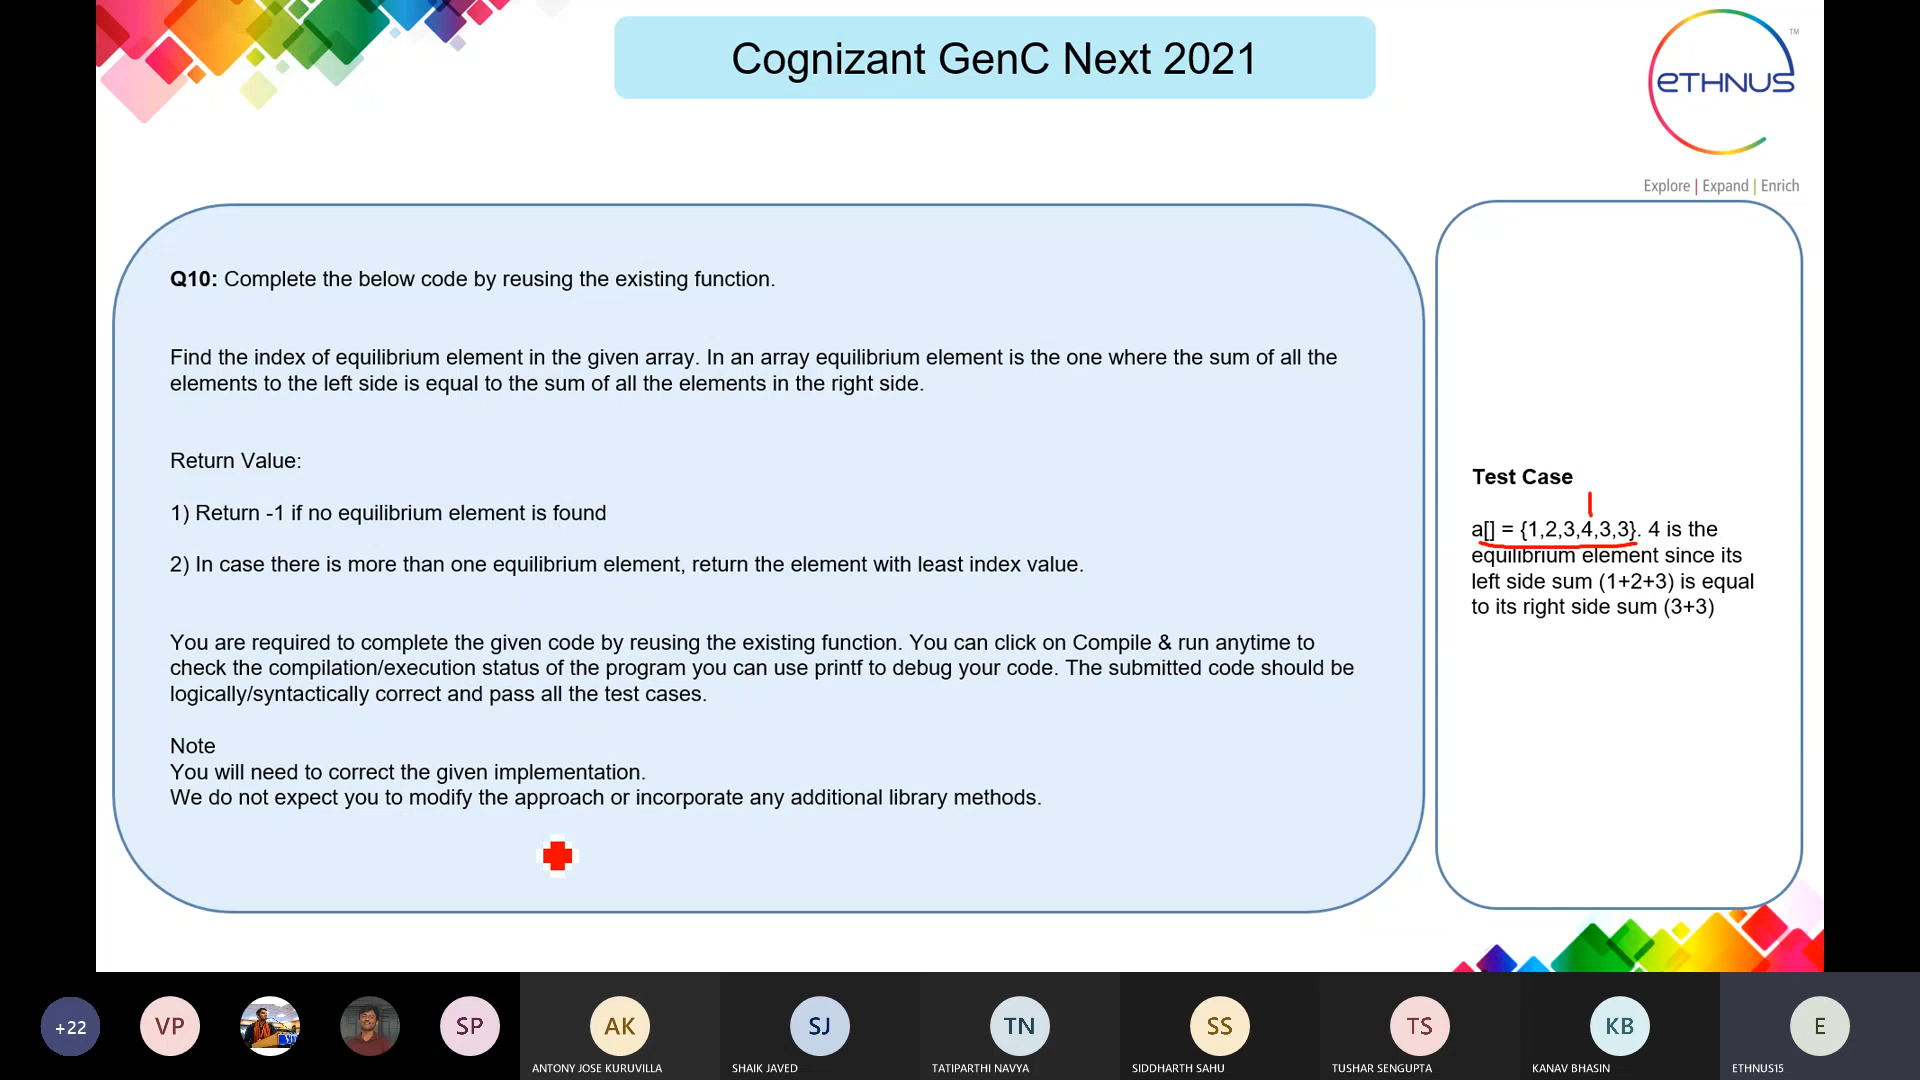 Cognizant GenC Next 2021
eTHNUS
TM
Explore | Expand | Enrich
Q10: Complete the below code by reusing the existing function.
Find the index of equilibrium element in the given array. In an array equilibrium element is the one where the sum of all the
elements to the left side is equal to the sum of all the elements in the right side.
Return Value:
1) Return -1 if no equilibrium element is found
2) In case there is more than one equilibrium element, return the element with least index value.
You are required to complete the given code by reusing the existing function. You can click on Compile & run anytime to
check the compilation/execution status of the program you can use printf to debug your code. The submitted code should be
logically/syntactically correct and pass all the test cases.
Note
You will need to correct the given implementation.
We do not expect you to modify the approach or incorporate any additional library methods.
Test Case
a[] = {1,2,3,4,3,3}. 4 is the
equilibrium element since its
left side sum (1+2+3) is equal
to its right side sum (3+3)
+22
VP
SP
AK
SJ
TN
SS
TS
KB
E
ANTONY JOSE KURUVILLA
SHAIK JAVED
TATIPARTHI NAVYA
SIDDHARTH SAHU
TUSHAR SENGUPTA
KANAV BHASIN
ETHNUS15